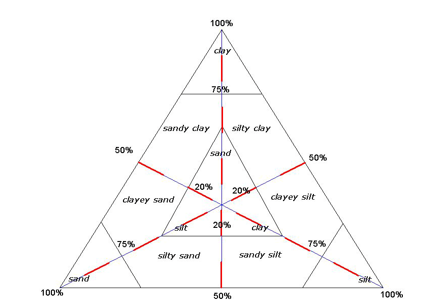 100%
clay
75%
sandy clay silty clay
50% sand 50%
20% 20%
clayey sand clayey silt
silt 20% clay
75% 75%
silty sand sandy silt
sand silt
100% 50% 100%